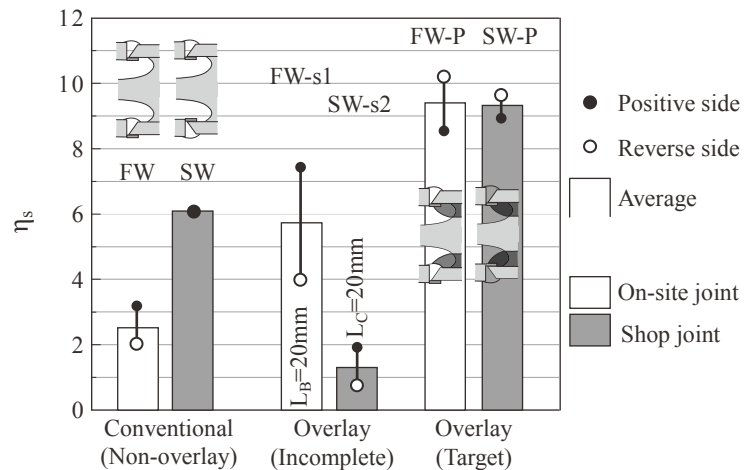 12
10
8
6
4
2
0
ηs
FW
SW
FW-s1
SW-s2
FW-P
SW-P
LB=20mm
LC=20mm
Conventional
(Non-overlay)
Overlay
(Incomplete)
Overlay
(Target)
Positive side
Reverse side
Average
On-site joint
Shop joint